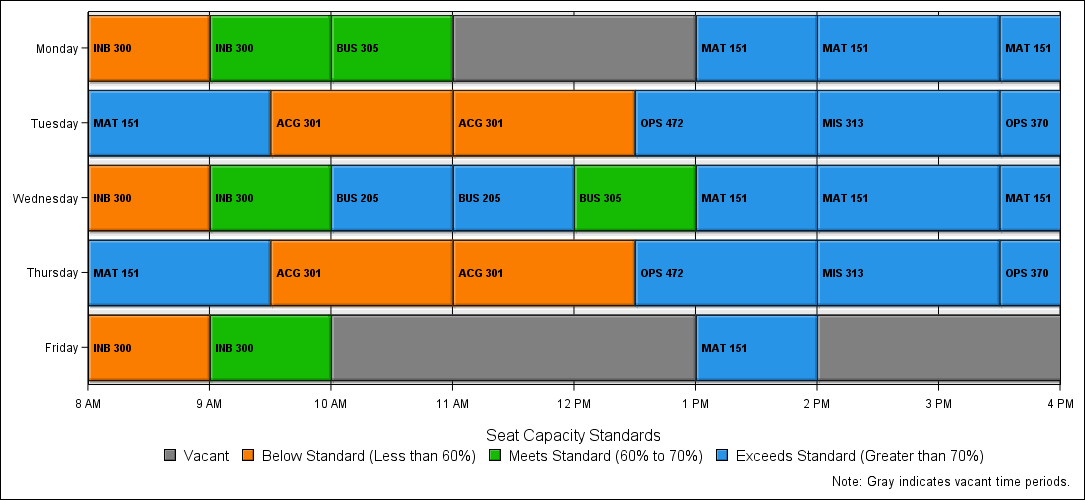 Monday INB 300 INB 300 BUS 305 MAT 151 MAT 151 MAT 151
Tuesday MAT 151 ACG 301 ACG 301 OPS 472 MIS 313 OPS 370
Wednesday INB 300 INB 300 BUS 205 BUS 205 BUS 305 MAT 151 MAT 151 MAT 151
Thursday MAT 151 ACG 301 ACG 301 OPS 472 MIS 313 OPS 370
Friday INB 300 INB 300 MAT 151
8 AM 9 AM 10 AM 11 AM 12 PM 1 PM 2 PM 3 PM 4 PM
Seat Capacity Standards
Vacant Below Standard (Less than 60%) Meets Standard (60% to 70%) Exceeds Standard (Greater than 70%)
Note: Gray indicates vacant time periods.